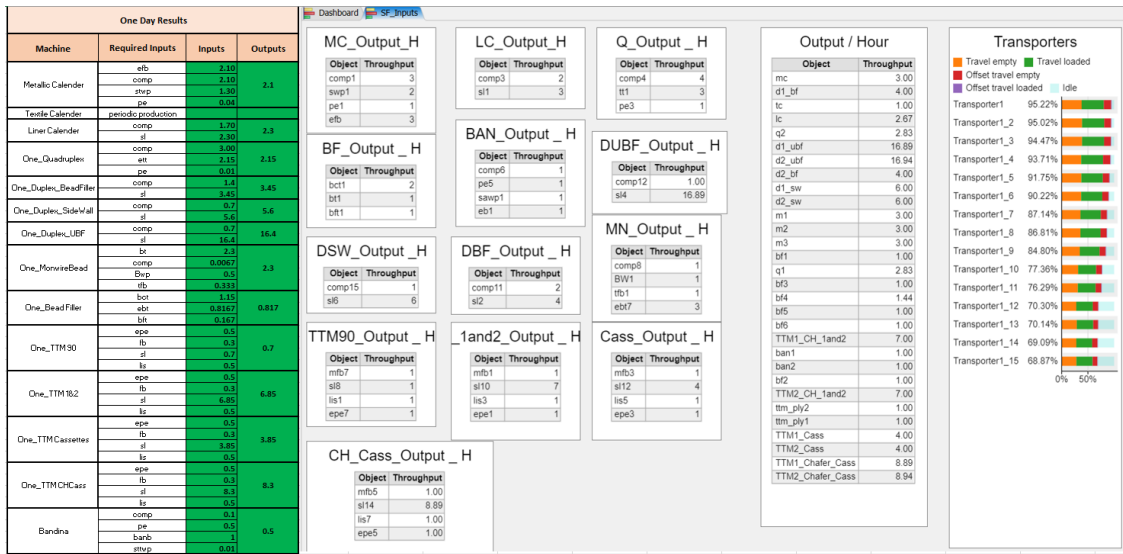 One Day Results
Machine Required Inputs Inputs Outputs
Metallic Calender efb 2.10 2.1
comp 2.10
stwp 1.30
pe 0.04
Textile Calender periodic production
Liner Calender comp 1.70 2.3
sl 2.30
One_Quadruplex comp 3.00 2.15
ett 2.15
pe 0.01
One_Duplex_BeadFiller comp 1.4 3.45
sl 3.45
One_Duplex_SideWall comp 0.7 5.6
sl 5.6
One_Duplex_UBF comp 0.7 16.4
sl 16.4
One_MonwireBead bt 2.3 2.3
comp 0.0067
Bwp 0.5
tfb 0.333
One_Bead Filler bot 1.15 0.817
ebt 0.8167
bft 0.167
One_TTM 90 epe 0.5 0.7
fb 0.3
sl 0.7
lis 0.5
One_TTM 1&2 epe 0.5 6.85
fb 0.3
sl 6.85
lis 0.5
One_TTM Cassettes epe 0.5 3.85
fb 0.3
sl 3.85
lis 0.5
One_TTM CHCass epe 0.5 8.3
fb 0.3
sl 8.3
lis 0.5
Bandina comp 0.1 0.5
pe 0.5
banb 1
sttwp 0.01
Dashboard SF_Inputs
MC_Output_H
Object Throughput
comp1 3
swp1 2
pe1 1
efb 3
LC_Output_H
Object Throughput
comp3 2
sl1 3
Q_Output _ H
Object Throughput
comp4 4
tt1 3
pe3 1
BF_Output _ H
Object Throughput
bct1 2
bt1 1
bft1 1
BAN_Output _ H
Object Throughput
comp6 1
pe5 1
sawp1 1
eb1 1
DUBF_Output _ H
Object Throughput
comp12 1.00
sl4 16.89
DSW_Output _ H
Object Throughput
comp15 1
sl6 6
DBF_Output _ H
Object Throughput
comp11 2
sl2 4
MN_Output _ H
Object Throughput
comp8 1
BW1 1
tfb1 1
ebt7 3
TTM90_Output _ H
Object Throughput
mfb7 1
sl8 1
lis1 1
epe7 1
_1and2_Output _ H
Object Throughput
mfb1 1
sl10 7
lis3 1
epe1 1
Cass_Output _ H
Object Throughput
mfb3 1
sl12 4
lis5 1
epe3 1
CH_Cass_Output _ H
Object Throughput
mfb5 1.00
sl14 8.89
lis7 1.00
epe5 1.00
Output / Hour
Object Throughput
mc 3.00
d1_bf 4.00
tc 1.00
lc 2.67
q2 2.83
d1_ubf 16.89
d2_ubf 16.94
d2_bf 4.00
d1_sw 6.00
d2_sw 6.00
m1 3.00
m2 3.00
m3 3.00
bf1 1.00
q1 2.83
bf3 1.00
bf4 1.44
bf5 1.00
bf6 1.00
TTM1_CH_1and2 7.00
ban1 1.00
ban2 1.00
bf2 1.00
TTM2_CH_1and2 7.00
ttm_ply2 1.00
ttm_ply1 1.00
TTM1_Cass 4.00
TTM2_Cass 4.00
TTM1_Chafer_Cass 8.89
TTM2_Chafer_Cass 8.94
Transporters
Travel empty Travel loaded
Offset travel empty
Offset travel loaded Idle
Transporter1 95.22%
Transporter1_2 95.02%
Transporter1_3 94.47%
Transporter1_4 93.71%
Transporter1_5 91.75%
Transporter1_6 90.22%
Transporter1_7 87.14%
Transporter1_8 86.81%
Transporter1_9 84.80%
Transporter1_10 77.36%
Transporter1_11 76.29%
Transporter1_12 70.30%
Transporter1_13 70.14%
Transporter1_14 69.09%
Transporter1_15 68.87%
0% 50%